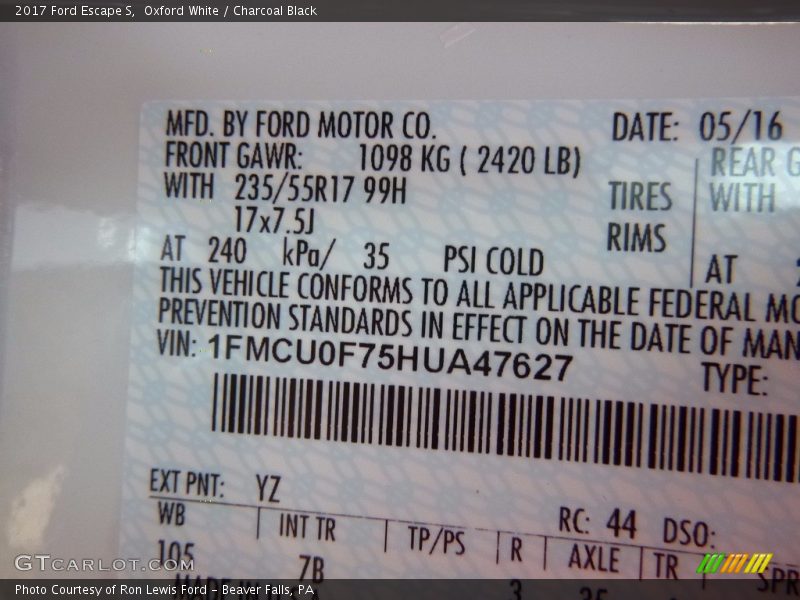 2017 Ford Escape S,  Oxford White / Charcoal Black
MFD. BY FORD MOTOR CO. DATE: 05/16
FRONT GAWR: 1098 KG ( 2420 LB) REAR
WITH 235/55R17 99H TIRES WITH
17x7.5J RIMS
AT 240 kPa/ 35 PSI COLD AT
THIS VEHICLE CONFORMS TO ALL APPLICABLE FEDERAL
PREVENTION STANDARDS IN EFFECT ON THE DATE OF
VIN: 1FMCU0F75HUA47627 TYPE:
EXT PNT: YZ RC: 44 DSO:
WB INT TR TP/PS R AXLE TR SPR
105 7B
GTCARLOT.COM
Photo Courtesy of Ron Lewis Ford - Beaver Falls, PA